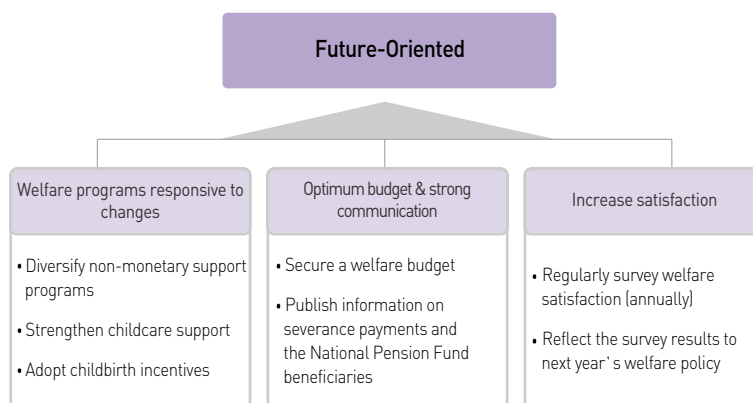 Future-Oriented
Welfare programs responsive to
changes
• Diversify non-monetary support
programs
• Strengthen childcare support
• Adopt childbirth incentives
Optimum budget & strong
communication
• Secure a welfare budget
• Publish information on
severance payments and
the National Pension Fund
beneficiaries
Increase satisfaction
• Regularly survey welfare
satisfaction (annually)
• Reflect the survey results to
next year`s welfare policy